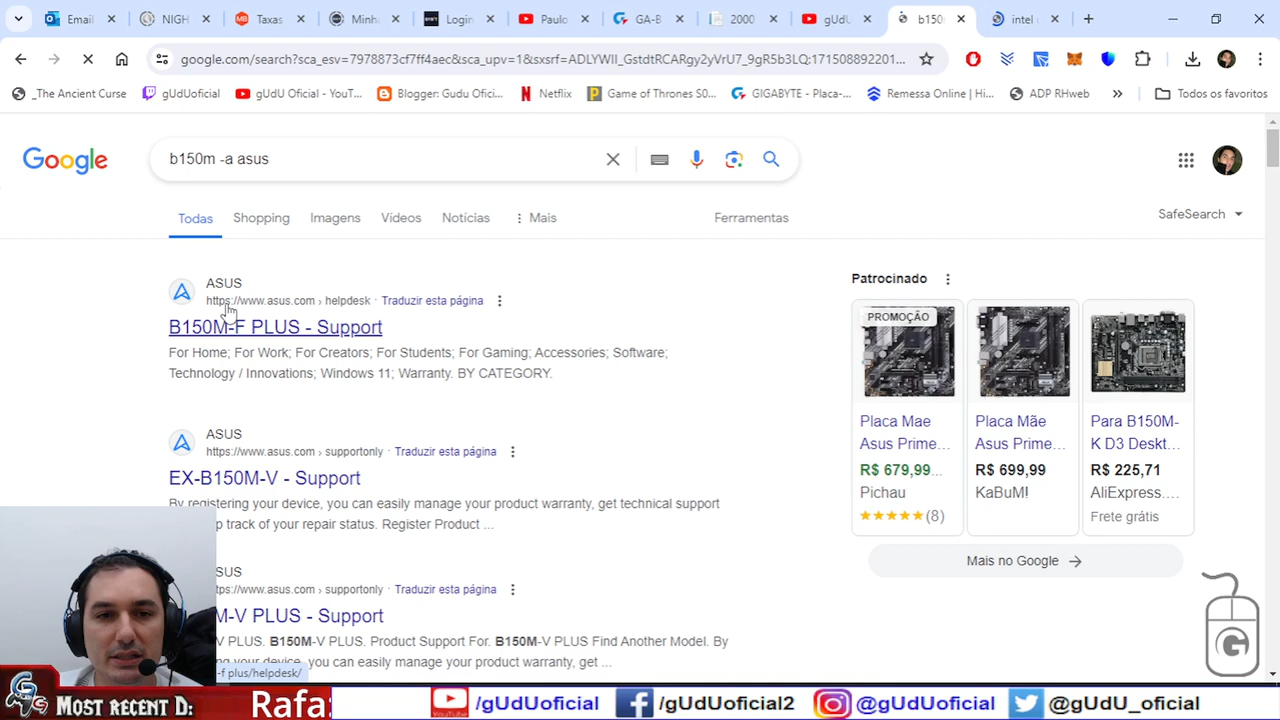 Email
NIGH
Taxas
Minh
Login
Paulo
GA-B
2000
gUdU
b150
intel
google.com/search?sca_esv=7978873cf7ff4aec&sca_upv=1&sxsrf=ADLYWII_GstdtRCARgy2yVrU7_9gR5b3LQ:171508892201...
_The Ancient Curse
gUdUoficial
gUdU Oficial - YouT...
Blogger: Gudu Ofici...
Netflix
Game of Thrones S0...
GIGABYTE - Placa-...
Remessa Online | Hi...
ADP RHweb
Todos os favoritos
Google
b150m -a asus
Todas
Shopping
Imagens
Vídeos
Notícias
Mais
Ferramentas
SafeSearch
ASUS
https://www.asus.com › helpdesk · Traduzir esta página
B150M-F PLUS - Support
For Home; For Work; For Creators; For Students; For Gaming; Accessories; Software;
Technology / Innovations; Windows 11; Warranty. BY CATEGORY.
ASUS
https://www.asus.com › supportonly · Traduzir esta página
EX-B150M-V - Support
By registering your device, you can easily manage your product warranty, get technical support
p track of your repair status. Register Product ...
SUS
ttps://www.asus.com › supportonly · Traduzir esta página
M-V PLUS - Support
V PLUS. B150M-V PLUS. Product Support For. B150M-V PLUS Find Another Model. By
ng your device, you can easily manage your product warranty, get ...
-f plus/helpdesk/
Patrocinado
PROMOÇÃO
Placa Mae
Asus Prime...
R$ 679,99...
Pichau
(8)
Placa Mãe
Asus Prime...
R$ 699,99
KaBuM!
Para B150M-
K D3 Deskt...
R$ 225,71
AliExpress....
Frete grátis
Mais no Google
Most recent D:
Rafa
YouTube
/gUdUoficial
/gUdUoficial2
@gUdUoficial
@gUdU_oficial